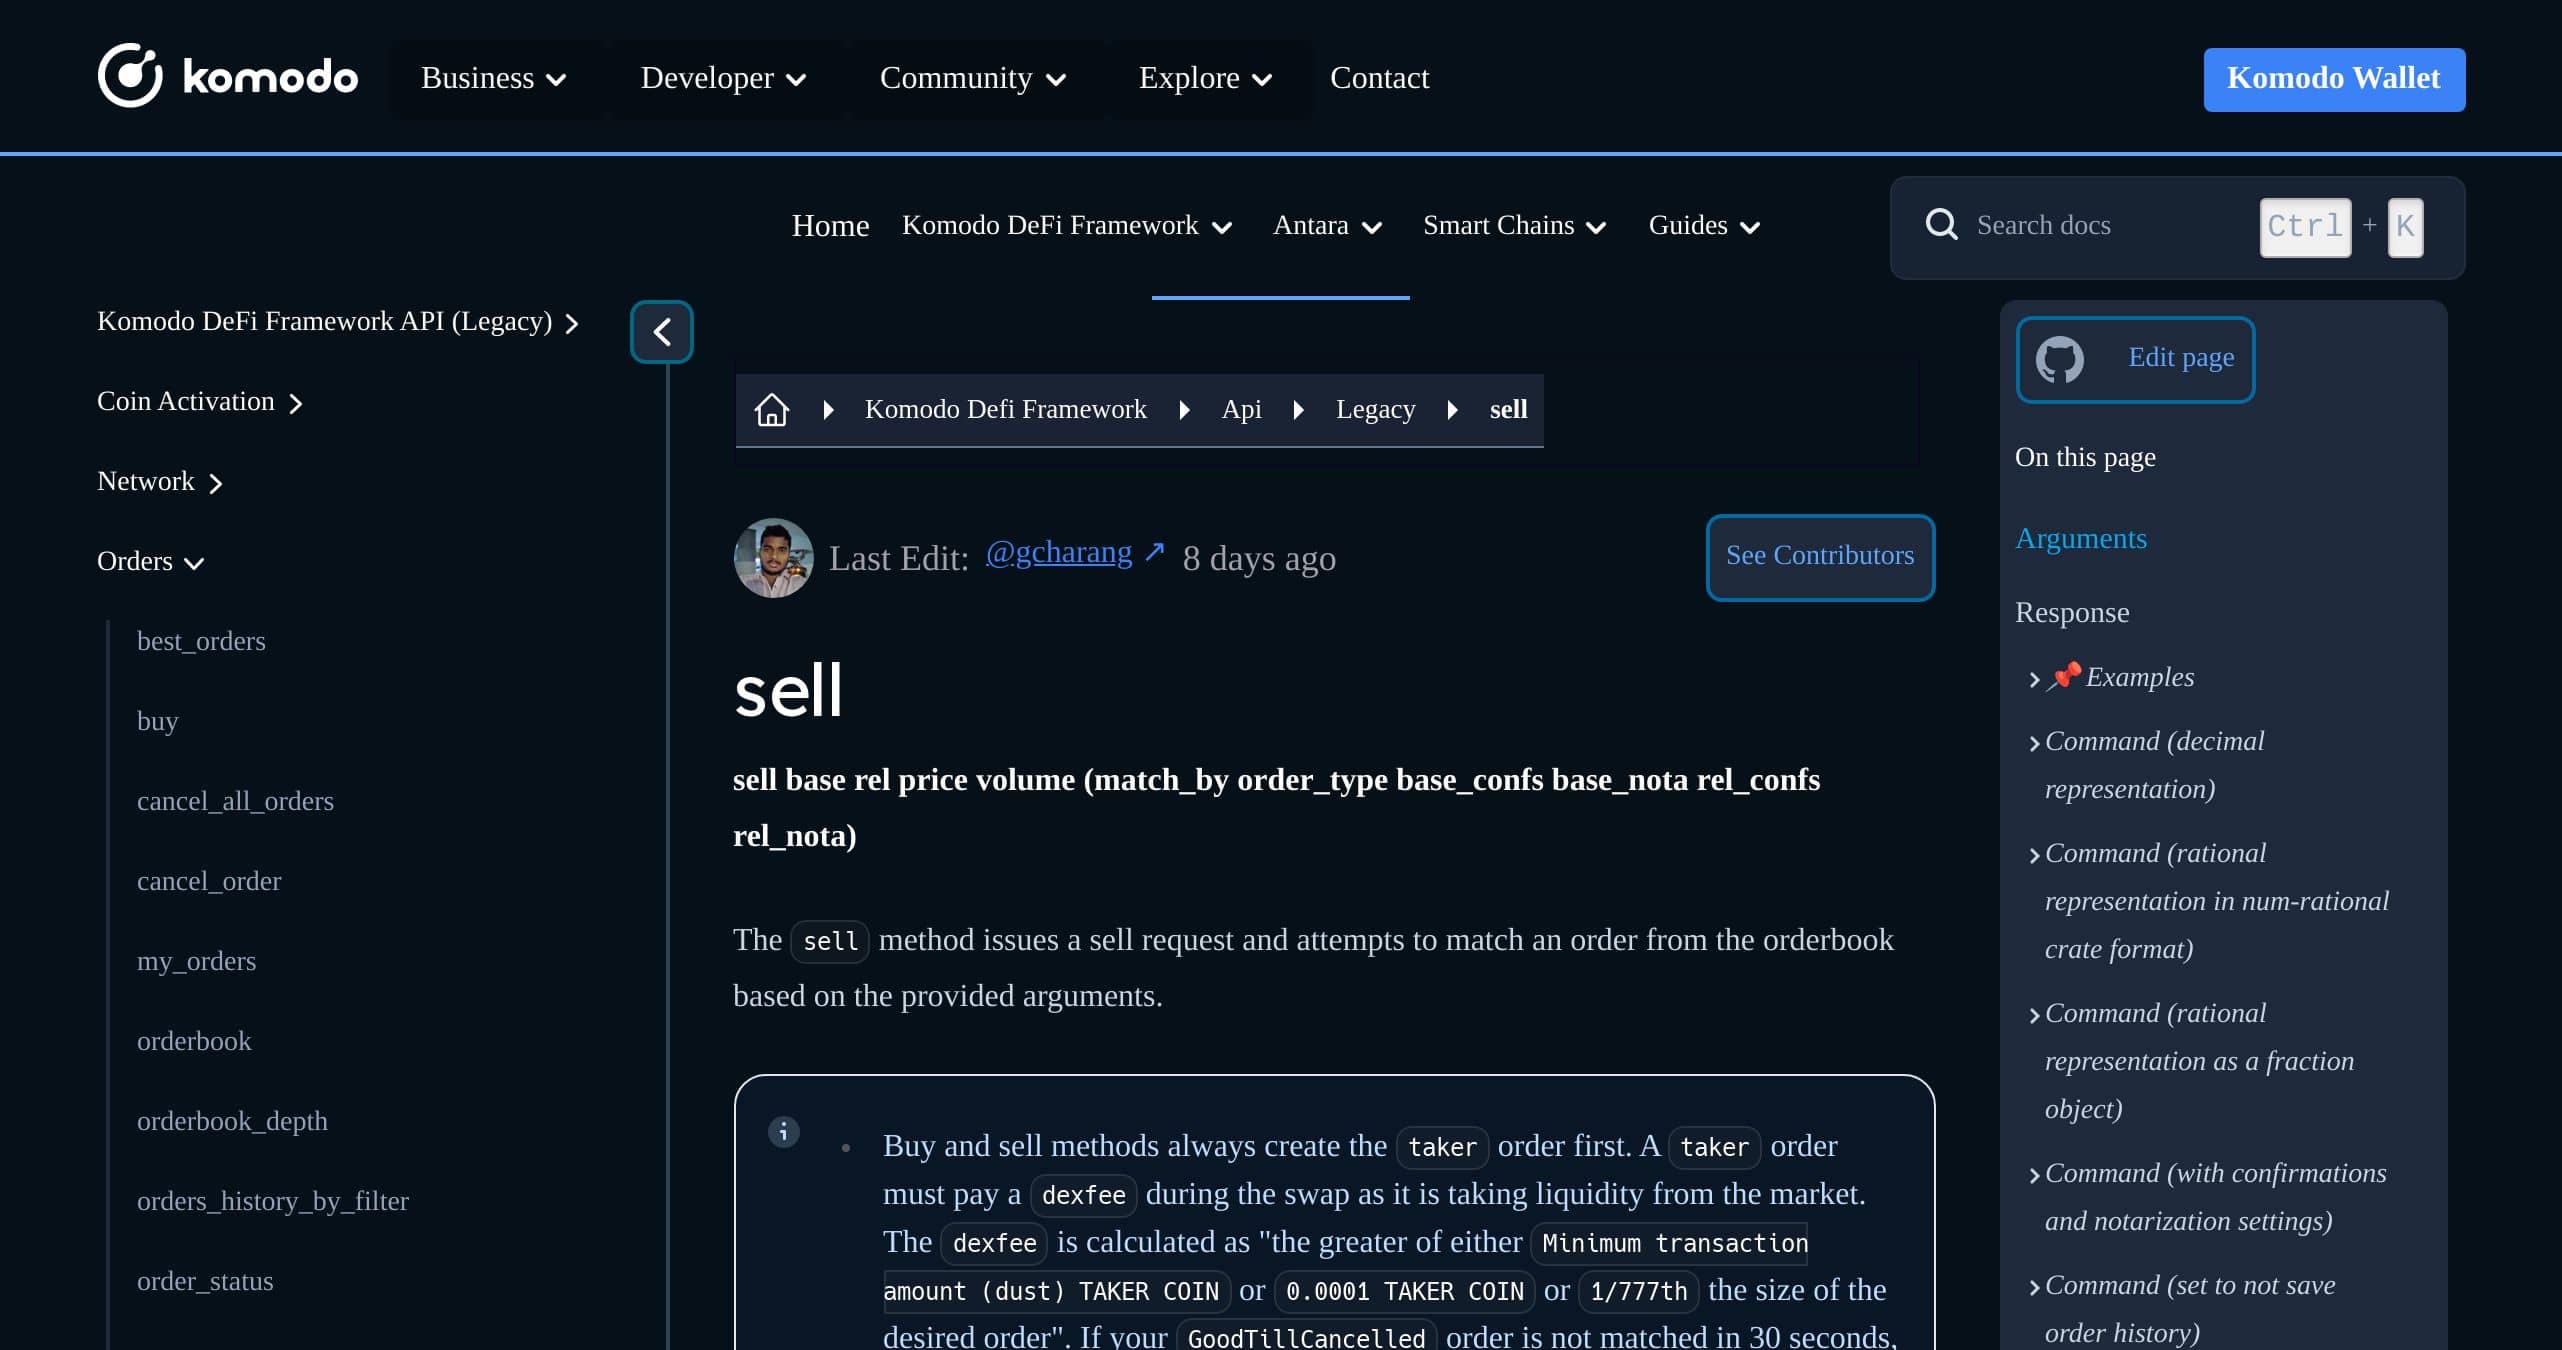 komodo
Business
Developer
Community
Explore
Contact
Komodo Wallet
Home
Komodo DeFi Framework
Antara
Smart Chains
Guides
Search docs
Ctrl + K
Komodo DeFi Framework API (Legacy)
Coin Activation
Network
Orders
best_orders
buy
cancel_all_orders
cancel_order
my_orders
orderbook
orderbook_depth
orders_history_by_filter
order_status
Komodo Defi Framework
Api
Legacy
sell
Last Edit: @gcharang ↗ 8 days ago
See Contributors
sell
sell base rel price volume (match_by order_type base_confs base_nota rel_confs
rel_nota)
The sell method issues a sell request and attempts to match an order from the orderbook
based on the provided arguments.
Buy and sell methods always create the taker order first. A taker order
must pay a dexfee during the swap as it is taking liquidity from the market.
The dexfee is calculated as "the greater of either Minimum transaction
amount (dust) TAKER COIN or 0.0001 TAKER COIN or 1/777th the size of the
desired order". If your GoodTillCancelled order is not matched in 30 seconds,
Edit page
On this page
Arguments
Response
📌 Examples
Command (decimal
representation)
Command (rational
representation in num-rational
crate format)
Command (rational
representation as a fraction
object)
Command (with confirmations
and notarization settings)
Command (set to not save
order history)